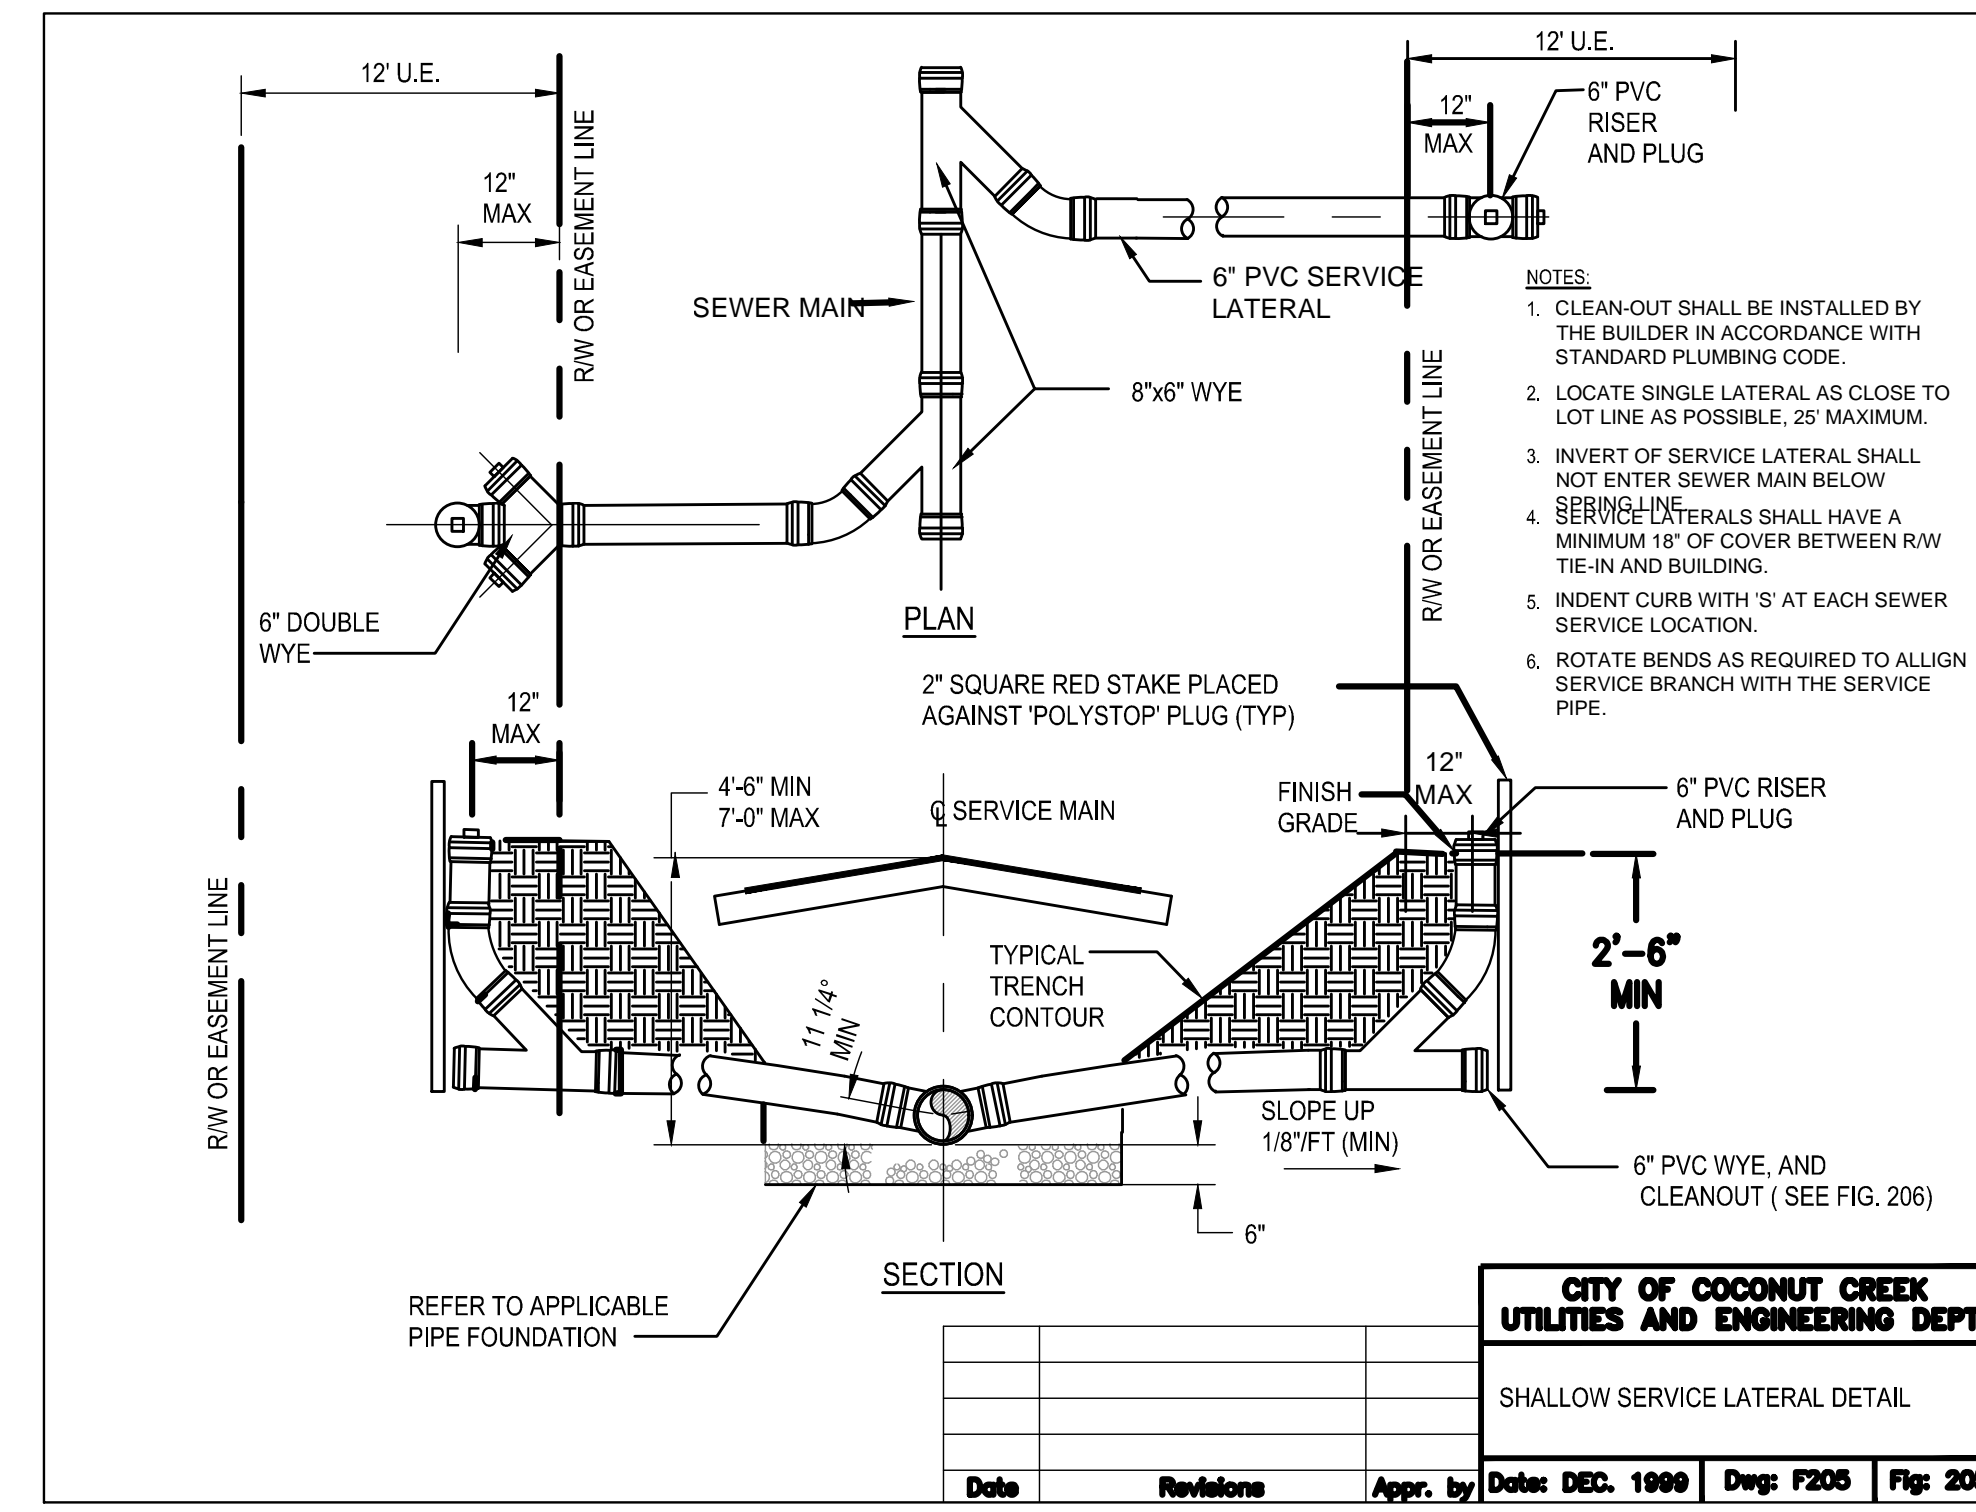 12' U.E.
12' U.E.
6" PVC
RISER
AND PLUG
12"
MAX
12"
MAX
R/W OR EASEMENT LINE
SEWER MAIN
6" PVC SERVICE
LATERAL
8"x6" WYE
R/W OR EASEMENT LINE
6" DOUBLE
WYE
PLAN
NOTES:
1. CLEAN-OUT SHALL BE INSTALLED BY
THE BUILDER IN ACCORDANCE WITH
STANDARD PLUMBING CODE.
2. LOCATE SINGLE LATERAL AS CLOSE TO
LOT LINE AS POSSIBLE, 25' MAXIMUM.
3. INVERT OF SERVICE LATERAL SHALL
NOT ENTER SEWER MAIN BELOW
SPRING LINE.
4. SERVICE LATERALS SHALL HAVE A
MINIMUM 18" OF COVER BETWEEN R/W
TIE-IN AND BUILDING.
5. INDENT CURB WITH 'S' AT EACH SEWER
SERVICE LOCATION.
6. ROTATE BENDS AS REQUIRED TO ALLIGN
SERVICE BRANCH WITH THE SERVICE
PIPE.
2" SQUARE RED STAKE PLACED
AGAINST 'POLYSTOP' PLUG (TYP)
12"
MAX
4'-6" MIN
7'-0" MAX
℄ SERVICE MAIN
FINISH
GRADE
12"
MAX
6" PVC RISER
AND PLUG
R/W OR EASEMENT LINE
TYPICAL
TRENCH
CONTOUR
11 1/4°
MIN
2'-6"
MIN
SLOPE UP
1/8"/FT (MIN)
6" PVC WYE, AND
CLEANOUT ( SEE FIG. 206)
6"
SECTION
REFER TO APPLICABLE
PIPE FOUNDATION
CITY OF COCONUT CREEK
UTILITIES AND ENGINEERING DEPT
SHALLOW SERVICE LATERAL DETAIL
Date Revisions Appr. by
Date: DEC. 1999 Dwg: F205 Fig: